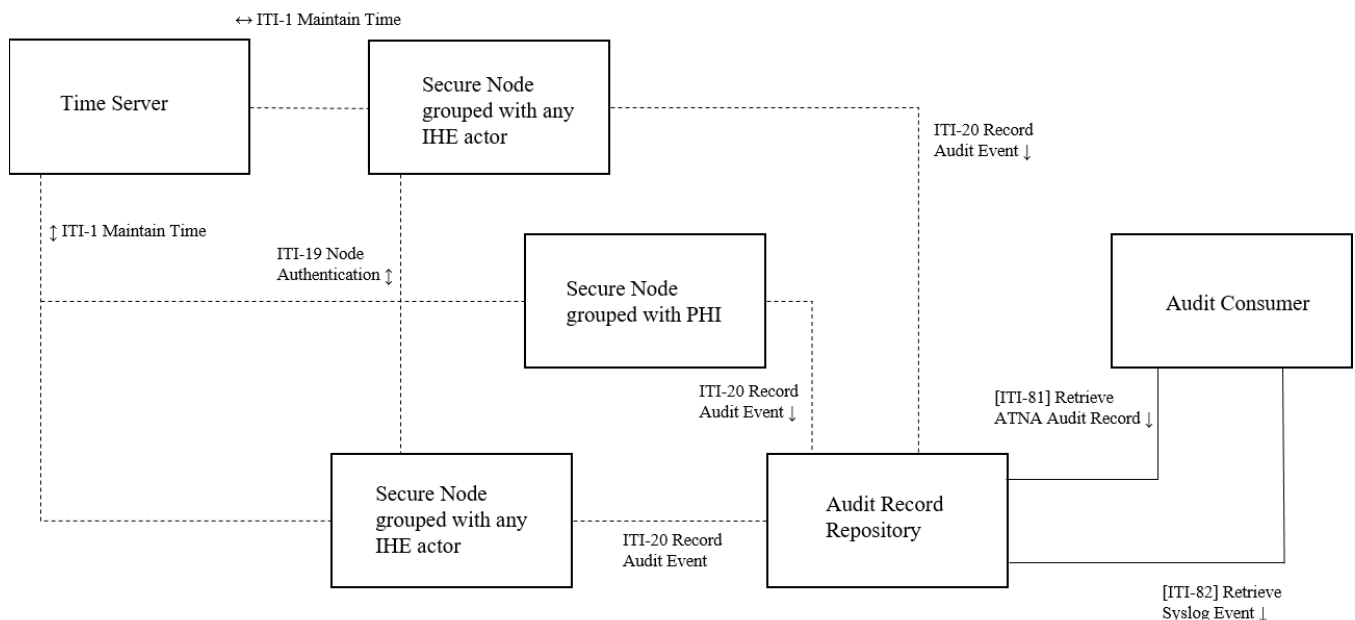 ↔ ITI-1 Maintain Time
Time Server
Secure Node
grouped with any
IHE actor
ITI-20 Record
Audit Event ↓
↕ ITI-1 Maintain Time
ITI-19 Node
Authentication ↕
Secure Node
grouped with PHI
Audit Consumer
ITI-20 Record
Audit Event ↓
[ITI-81] Retrieve
ATNA Audit Record ↓
Secure Node
grouped with any
IHE actor
ITI-20 Record
Audit Event
Audit Record
Repository
[ITI-82] Retrieve
Syslog Event ↓